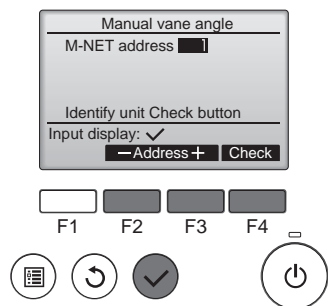 Manual vane angle
M-NET address 1
Identify unit Check button
Input display: ✓
−Address+ Check
F1 F2 F3 F4